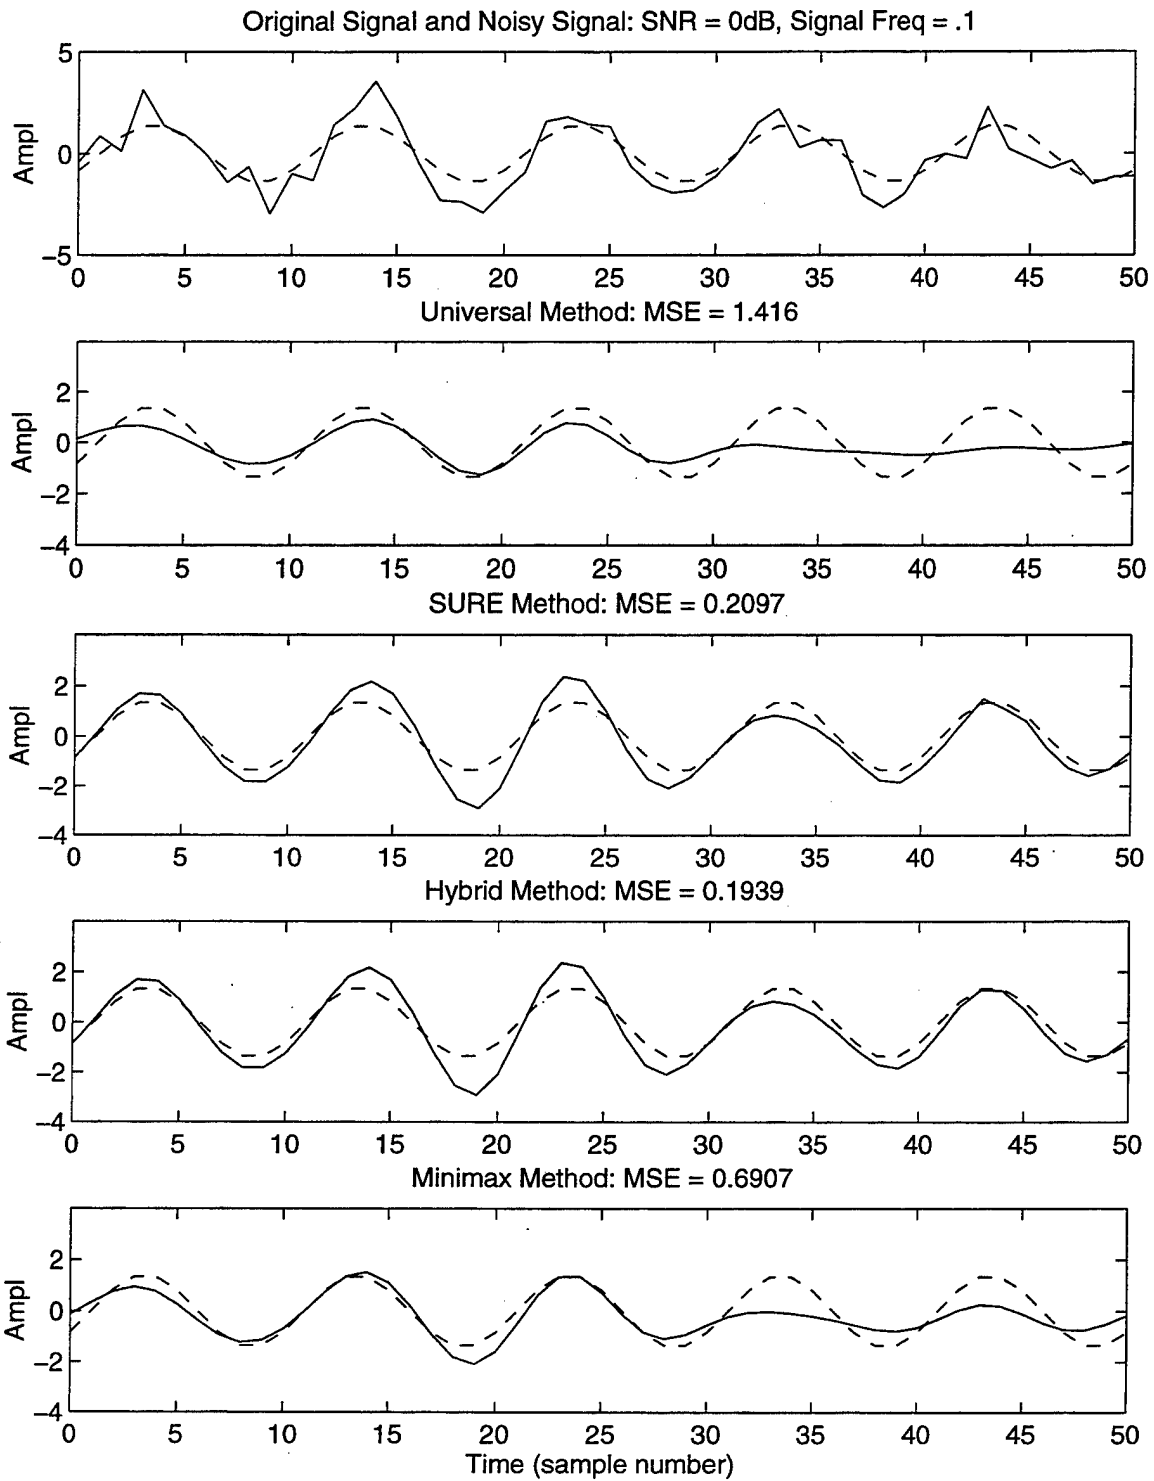 Original Signal and Noisy Signal: SNR = 0dB, Signal Freq = .1
5
0
−5
Ampl
0 5 10 15 20 25 30 35 40 45 50
Universal Method: MSE = 1.416
2
0
−2
−4
Ampl
0 5 10 15 20 25 30 35 40 45 50
SURE Method: MSE = 0.2097
2
0
−2
−4
Ampl
0 5 10 15 20 25 30 35 40 45 50
Hybrid Method: MSE = 0.1939
2
0
−2
−4
Ampl
0 5 10 15 20 25 30 35 40 45 50
Minimax Method: MSE = 0.6907
2
0
−2
−4
Ampl
0 5 10 15 20 25 30 35 40 45 50
Time (sample number)